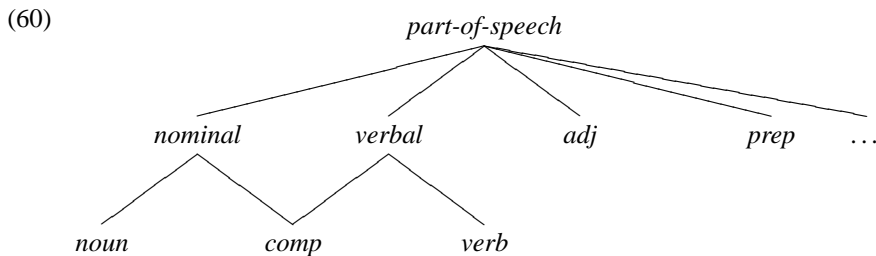 (60)
part-of-speech
nominal verbal adj prep ...
noun comp verb